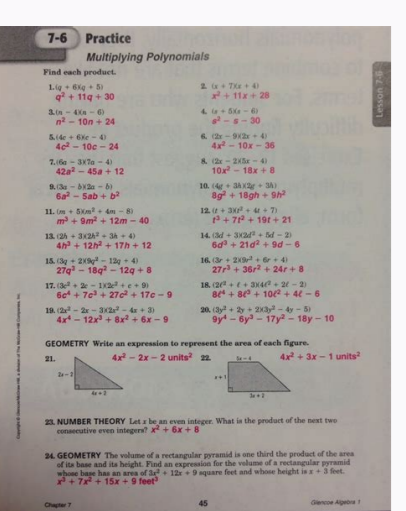 7-6 Practice
Multiplying Polynomials
Find each product.
1. (q + 6)(q + 5) 2. (x + 7)(x + 4)
q² + 11q + 30 x² + 11x + 28
3. (n − 4)(n − 6) 4. (s + 5)(s − 6)
n² − 10n + 24 s² − s − 30
5. (4c + 6)(c − 4) 6. (2x − 9)(2x + 4)
4c² − 10c − 24 4x² − 10x − 36
7. (6a − 3)(7a − 4) 8. (2x − 2)(5x − 4)
42a² − 45a + 12 10x² − 18x + 8
9. (3a − b)(2a − b) 10. (4g + 3h)(2g + 3h)
6a² − 5ab + b² 8g² + 18gh + 9h²
11. (m + 5)(m² + 4m − 8) 12. (t + 3)(t² + 4t + 7)
m³ + 9m² + 12m − 40 t³ + 7t² + 19t + 21
13. (2h + 3)(2h² + 3h + 4) 14. (3d + 3)(2d² + 5d − 2)
4h³ + 12h² + 17h + 12 6d³ + 21d² + 9d − 6
15. (3q + 2)(9q² − 12q + 4) 16. (3r + 2)(9r² + 6r + 4)
27q³ − 18q² − 12q + 8 27r³ + 36r² + 24r + 8
17. (3c² + 2c − 1)(2c² + c + 9) 18. (2ℓ² + ℓ + 3)(4ℓ² + 2ℓ − 2)
6c⁴ + 7c³ + 27c² + 17c − 9 8ℓ⁴ + 8ℓ³ + 10ℓ² + 4ℓ − 6
19. (2x² − 2x − 3)(2x² − 4x + 3) 20. (3y² + 2y + 2)(3y² − 4y − 5)
4x⁴ − 12x³ + 8x² + 6x − 9 9y⁴ − 6y³ − 17y² − 18y − 10
GEOMETRY Write an expression to represent the area of each figure.
21. 4x² − 2x − 2 units² 22. 4x² + 3x − 1 units²
2x − 2
4x + 2
x + 1
5x + 2
23. NUMBER THEORY Let x be an even integer. What is the product of the next two
consecutive even integers? x² + 6x + 8
24. GEOMETRY The volume of a rectangular pyramid is one third the product of the area
of its base and its height. Find an expression for the volume of a rectangular pyramid
whose base has an area of 3x² + 12x + 9 square feet and whose height is x + 3 feet.
x³ + 7x² + 15x + 9 feet³
Chapter 7 45 Glencoe Algebra 1
Lesson 7-6